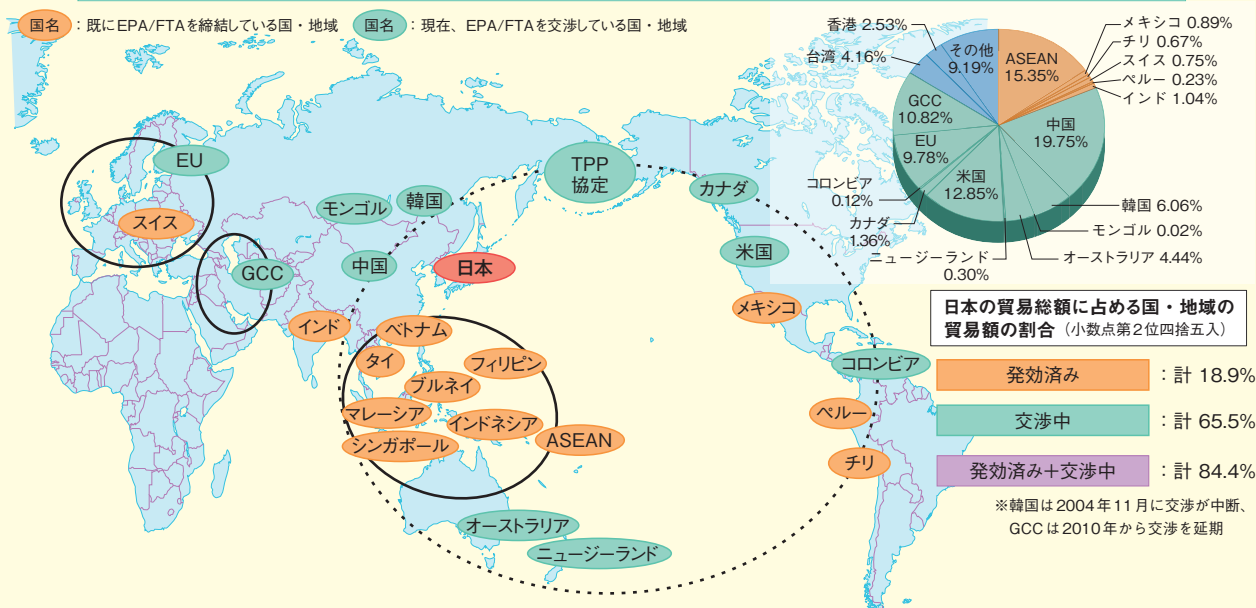 国名 ：既にEPA/FTAを締結している国・地域
国名 ：現在、EPA/FTAを交渉している国・地域
香港 2.53%
台湾 4.16%
その他
9.19%
ASEAN
15.35%
メキシコ 0.89%
チリ 0.67%
スイス 0.75%
ペルー 0.23%
インド 1.04%
GCC
10.82%
中国
19.75%
EU
9.78%
米国
12.85%
コロンビア
0.12%
カナダ
1.36%
ニュージーランド
0.30%
韓国 6.06%
モンゴル 0.02%
オーストラリア 4.44%
EU
スイス
GCC
モンゴル
韓国
中国
日本
TPP
協定
カナダ
米国
メキシコ
インド
ベトナム
タイ
フィリピン
ブルネイ
マレーシア
インドネシア
シンガポール
ASEAN
コロンビア
ペルー
チリ
オーストラリア
ニュージーランド
日本の貿易総額に占める国・地域の
貿易額の割合（小数点第2位四捨五入）
発効済み ：計 18.9%
交渉中 ：計 65.5%
発効済み＋交渉中 ：計 84.4%
※韓国は2004年11月に交渉が中断、
GCCは2010年から交渉を延期